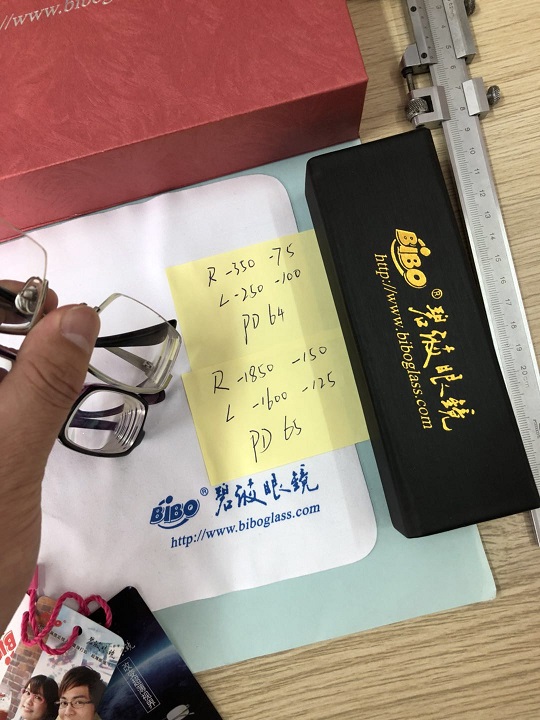 //www.biboglass
R -350 -75
L -250 -100
PD 64
R -1850 -150
L -1600 -125
PD 65
BiBO® 碧波眼镜
http://www.biboglass.com
BiBO® 碧波眼镜
http://www.biboglass.com
BiBO